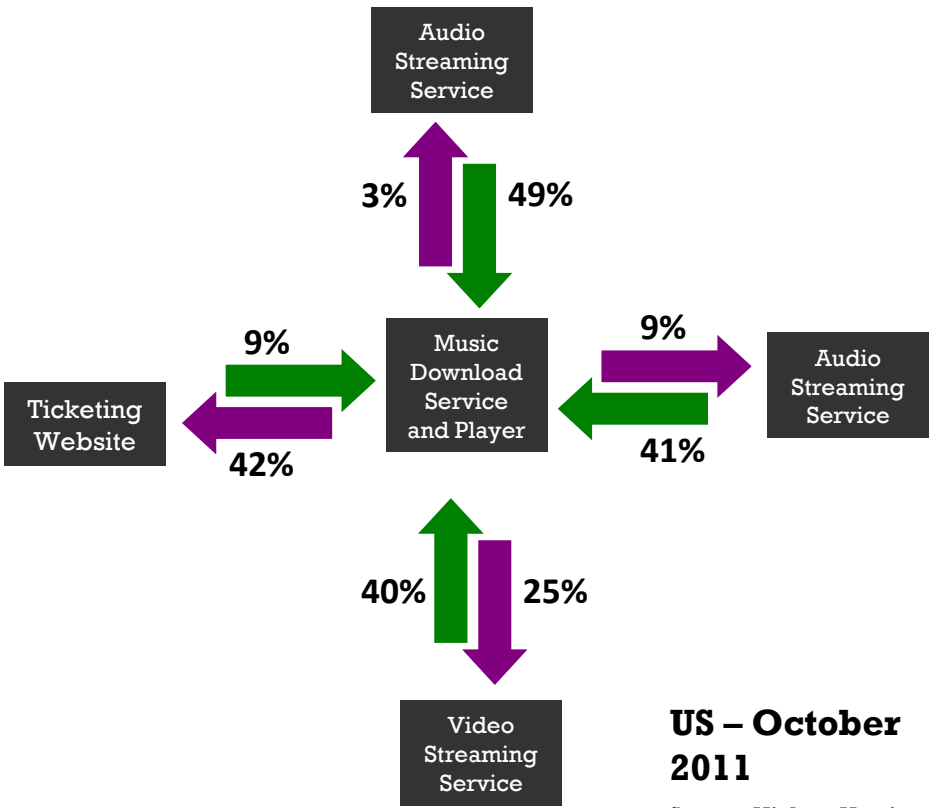 Audio
Streaming
Service
3%
49%
9%
9%
Music
Download
Service
and Player
Audio
Streaming
Service
Ticketing
Website
42%
41%
40%
25%
Video
Streaming
Service
US – October
2011